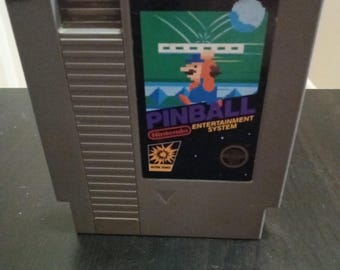 PINBALL
Nintendo
ENTERTAINMENT
SYSTEM